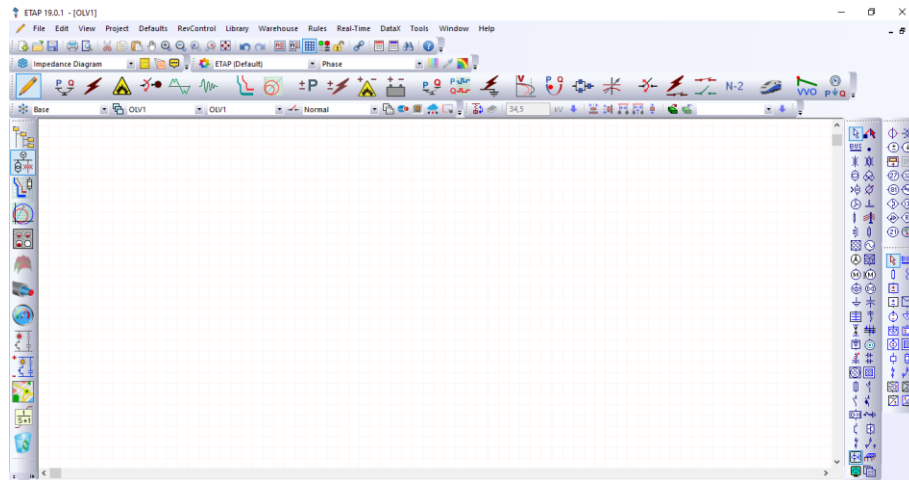 ETAP 19.0.1 - [OLV1]
File Edit View Project Defaults RevControl Library Warehouse Rules Real-Time DataX Tools Window Help
Impedance Diagram ETAP (Default) Phase
P Q ±P ± + - P Q V P Q N-2 VVO P Q
Base OLV1 OLV1 Normal 34,5 kV